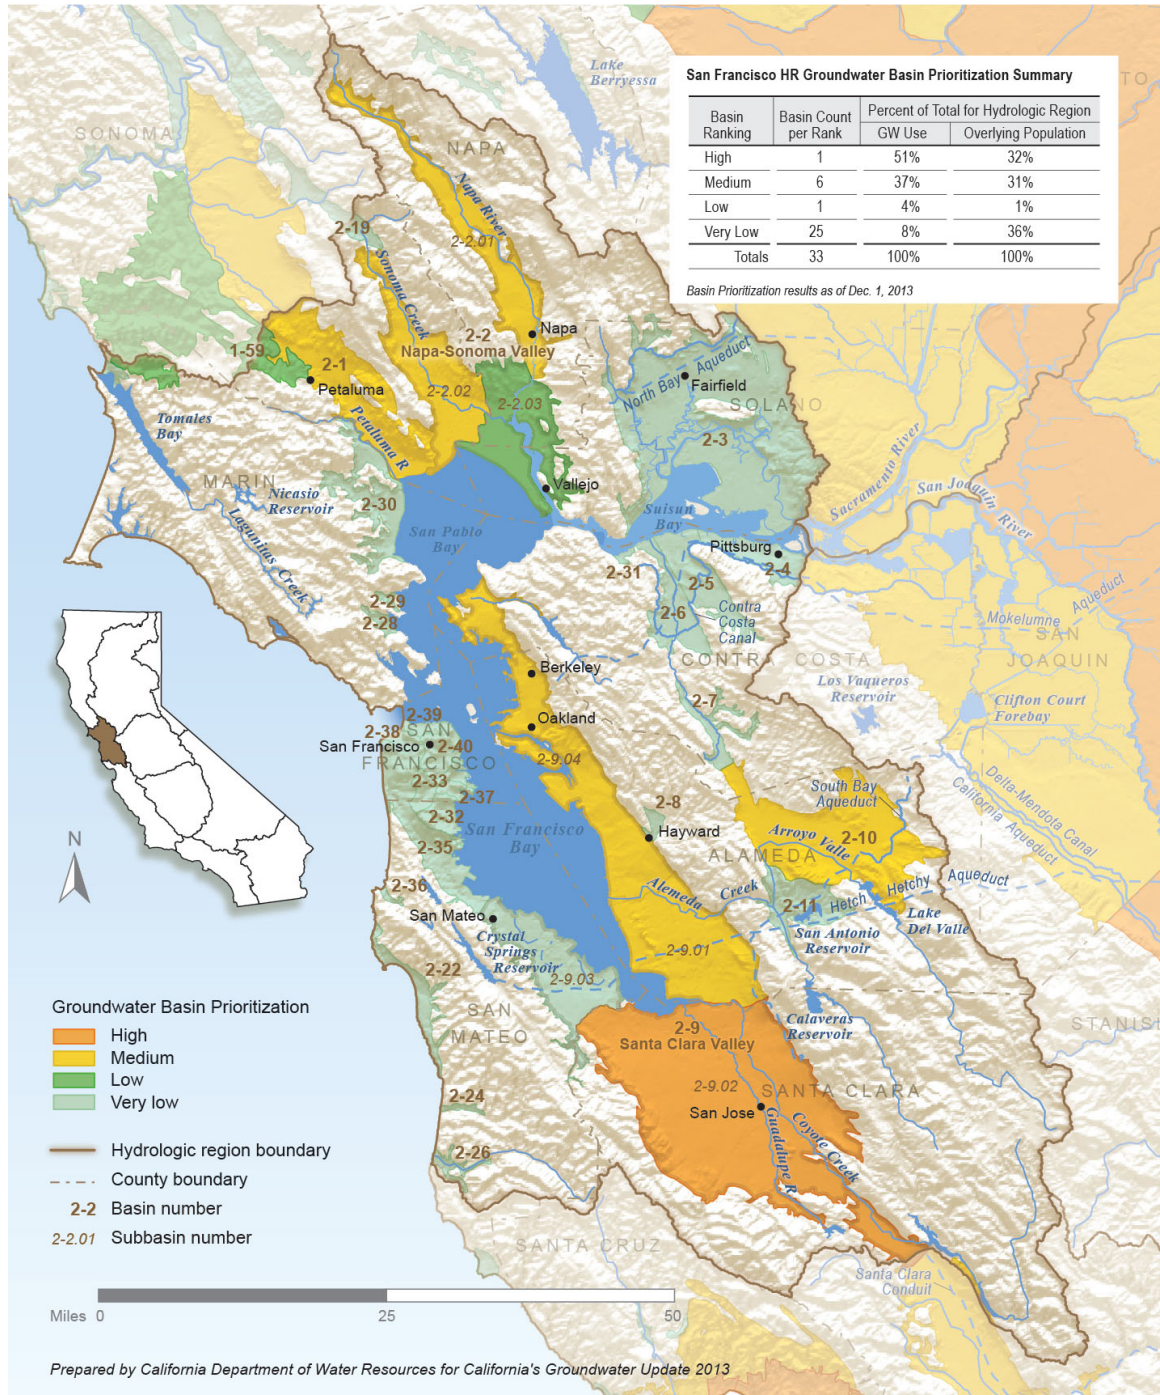 San Francisco HR Groundwater Basin Prioritization Summary
Basin Ranking
Basin Count per Rank
Percent of Total for Hydrologic Region
GW Use
Overlying Population
High 1 51% 32%
Medium 6 37% 31%
Low 1 4% 1%
Very Low 25 8% 36%
Totals 33 100% 100%
Basin Prioritization results as of Dec. 1, 2013
Lake
Berryessa
SONOMA
NAPA
Napa River
2-2.01
2-19
Sonoma Creek
2-2
Napa-Sonoma Valley
Napa
1-59
2-1
Petaluma
Petaluma R
2-2.02
2-2.03
North Bay Aqueduct
Fairfield
SOLANO
2-3
Tomales
Bay
MARIN
Nicasio
Reservoir
Lagunitas Creek
2-30
San Pablo
Bay
Vallejo
Suisun
Bay
Sacramento River
San Joaquin River
Pittsburg
2-4
2-31
2-5
2-6
Contra
Costa
Canal
Mokelumne Aqueduct
SAN
JOAQUIN
2-29
2-28
CONTRA COSTA
Berkeley
Los Vaqueros
Reservoir
Clifton Court
Forebay
2-7
2-39
2-38
SAN
FRANCISCO
San Francisco
2-40
Oakland
2-9.04
2-33
2-37
2-32
San Francisco
Bay
2-35
2-8
Hayward
South Bay
Aqueduct
2-10
Arroyo Valle
ALAMEDA
Delta-Mendota Canal
California Aqueduct
2-36
Alemeda Creek
Hetch Hetchy Aqueduct
2-11
San Mateo
Crystal
Springs
Reservoir
San Antonio
Reservoir
Lake
Del Valle
2-22
2-9.03
2-9.01
SAN
MATEO
Calaveras
Reservoir
STANIS
2-9
Santa Clara Valley
2-9.02
SANTA CLARA
San Jose
Guadalupe R
Coyote Creek
2-24
2-26
SANTA CRUZ
Santa Clara
Conduit
N
Groundwater Basin Prioritization
High
Medium
Low
Very low
Hydrologic region boundary
County boundary
2-2 Basin number
2-2.01 Subbasin number
Miles 0 25 50
Prepared by California Department of Water Resources for California's Groundwater Update 2013